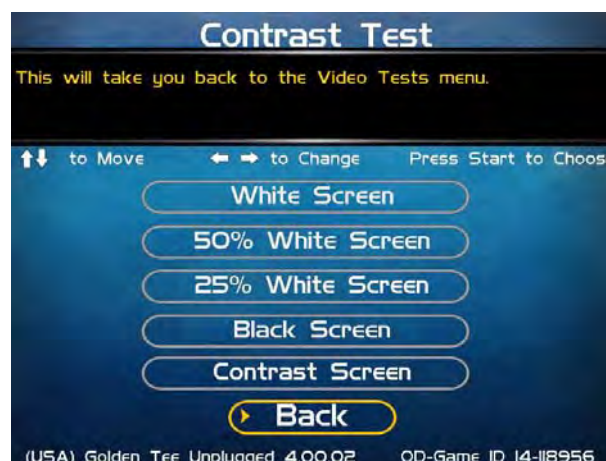 Contrast Test
This will take you back to the Video Tests menu.
to Move to Change Press Start to Choos
White Screen
50% White Screen
25% White Screen
Black Screen
Contrast Screen
Back
(USA) Golden Tee Unplugged 4.00.02 OD-Game ID 14-118956